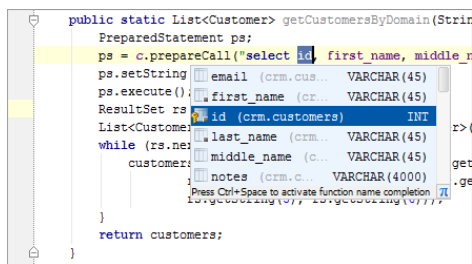 public static List<Customer> getCustomersByDomain(Strin
PreparedStatement ps;
ps = c.prepareCall("select id, first_name, middle_n
ps.setString
ps.execute()
ResultSet rs
List<Customer
r>(
while (rs.ne
customers
get
.ge
rs.getString(5), rs.getString(6)));
}
return customers;
}
email (crm.cus... VARCHAR(45)
first_name (cr... VARCHAR(45)
id (crm.customers) INT
last_name (crm... VARCHAR(45)
middle_name (c... VARCHAR(45)
notes (crm.c... VARCHAR(4000)
Press Ctrl+Space to activate function name completion π